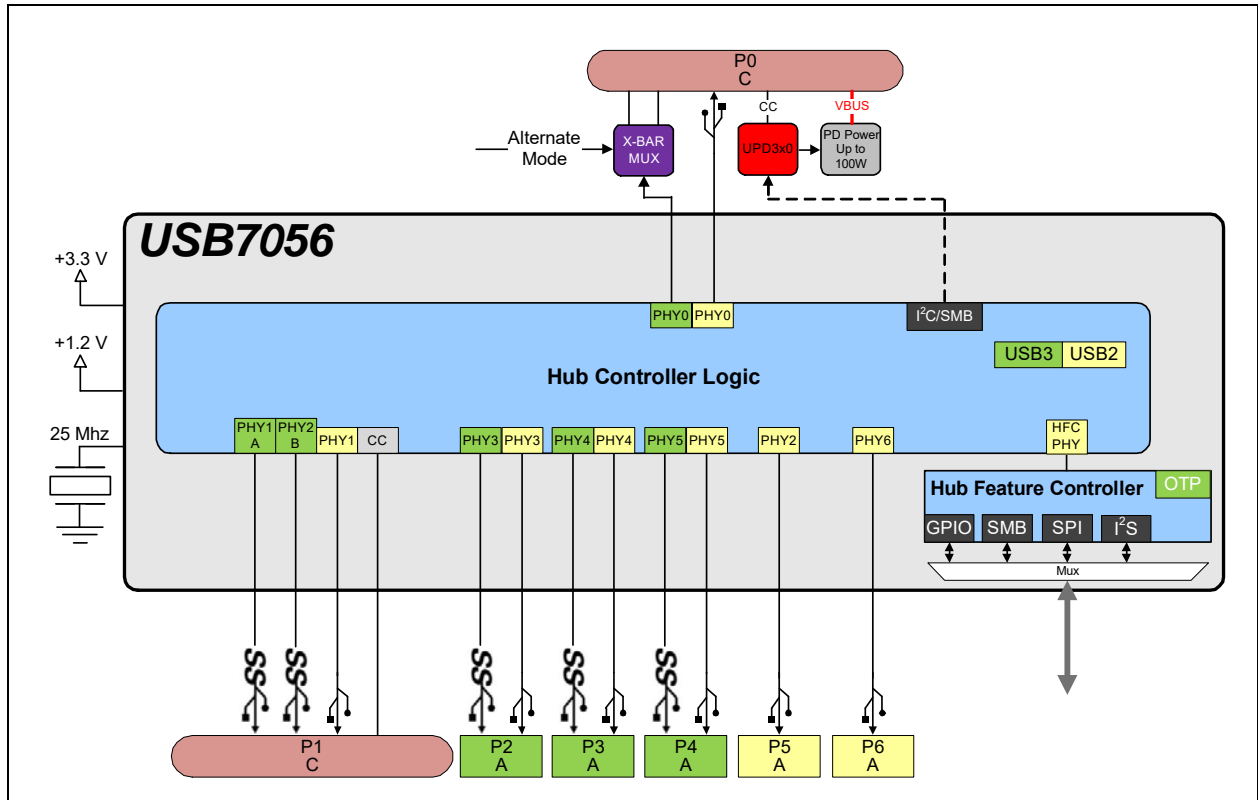 P0
C
CC
VBUS
Alternate
Mode
X-BAR
MUX
UPD3x0
PD Power
Up to
100W
USB7056
+3.3 V
+1.2 V
25 Mhz
PHY0
PHY0
I²C/SMB
USB3
USB2
Hub Controller Logic
PHY1
A
PHY2
B
PHY1
CC
PHY3
PHY3
PHY4
PHY4
PHY5
PHY5
PHY2
PHY6
HFC
PHY
Hub Feature Controller
OTP
GPIO
SMB
SPI
I²S
Mux
SS
SS
SS
SS
SS
P1
C
P2
A
P3
A
P4
A
P5
A
P6
A